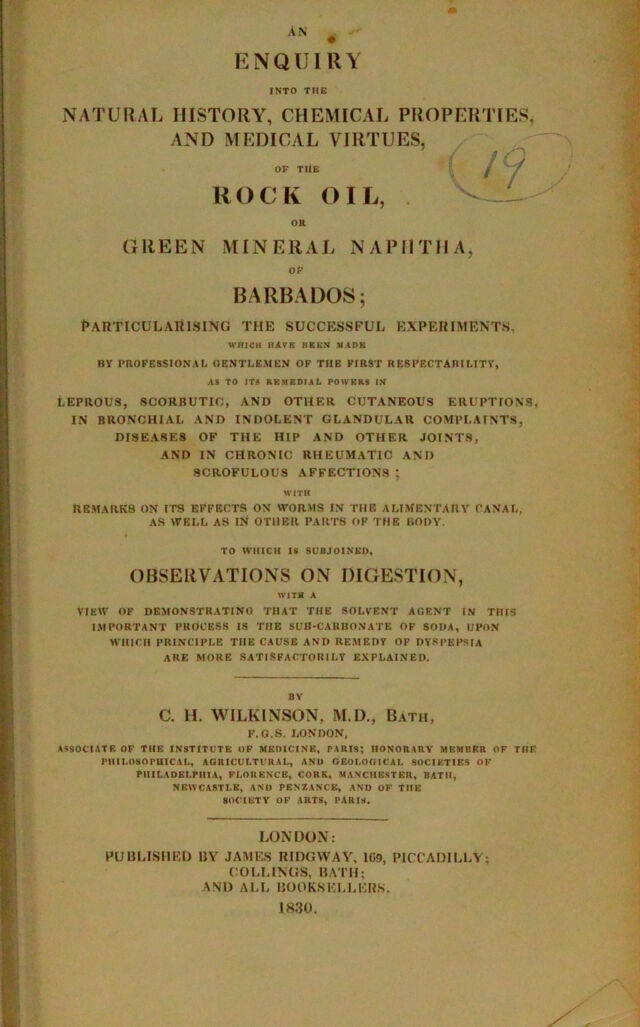 AN
ENQUIRY
INTO THE
NATURAL HISTORY, CHEMICAL PROPERTIES,
AND MEDICAL VIRTUES,
OF THE
19
ROCK OIL,
OR
GREEN MINERAL NAPHTHA,
OF
BARBADOS;
PARTICULARISING THE SUCCESSFUL EXPERIMENTS,
WHICH HAVE BEEN MADE
BY PROFESSIONAL GENTLEMEN OF THE FIRST RESPECTABILITY,
AS TO ITS REMEDIAL POWERS IN
LEPROUS, SCORBUTIC, AND OTHER CUTANEOUS ERUPTIONS,
IN BRONCHIAL AND INDOLENT GLANDULAR COMPLAINTS,
DISEASES OF THE HIP AND OTHER JOINTS,
AND IN CHRONIC RHEUMATIC AND
SCROFULOUS AFFECTIONS;
WITH
REMARKS ON ITS EFFECTS ON WORMS IN THE ALIMENTARY CANAL,
AS WELL AS IN OTHER PARTS OF THE BODY.
TO WHICH IS SUBJOINED,
OBSERVATIONS ON DIGESTION,
WITH A
VIEW OF DEMONSTRATING THAT THE SOLVENT AGENT IN THIS
IMPORTANT PROCESS IS THE SUB-CARBONATE OF SODA, UPON
WHICH PRINCIPLE THE CAUSE AND REMEDY OF DYSPEPSIA
ARE MORE SATISFACTORILY EXPLAINED.
BY
C. H. WILKINSON, M.D., BATH,
F.G.S. LONDON,
ASSOCIATE OF THE INSTITUTE OF MEDICINE, PARIS; HONORARY MEMBER OF THE
PHILOSOPHICAL, AGRICULTURAL, AND GEOLOGICAL SOCIETIES OF
PHILADELPHIA, FLORENCE, CORK, MANCHESTER, BATH,
NEWCASTLE, AND PENZANCE, AND OF THE
SOCIETY OF ARTS, PARIS.
LONDON:
PUBLISHED BY JAMES RIDGWAY, 169, PICCADILLY;
COLLINGS, BATH;
AND ALL BOOKSELLERS.
1830.